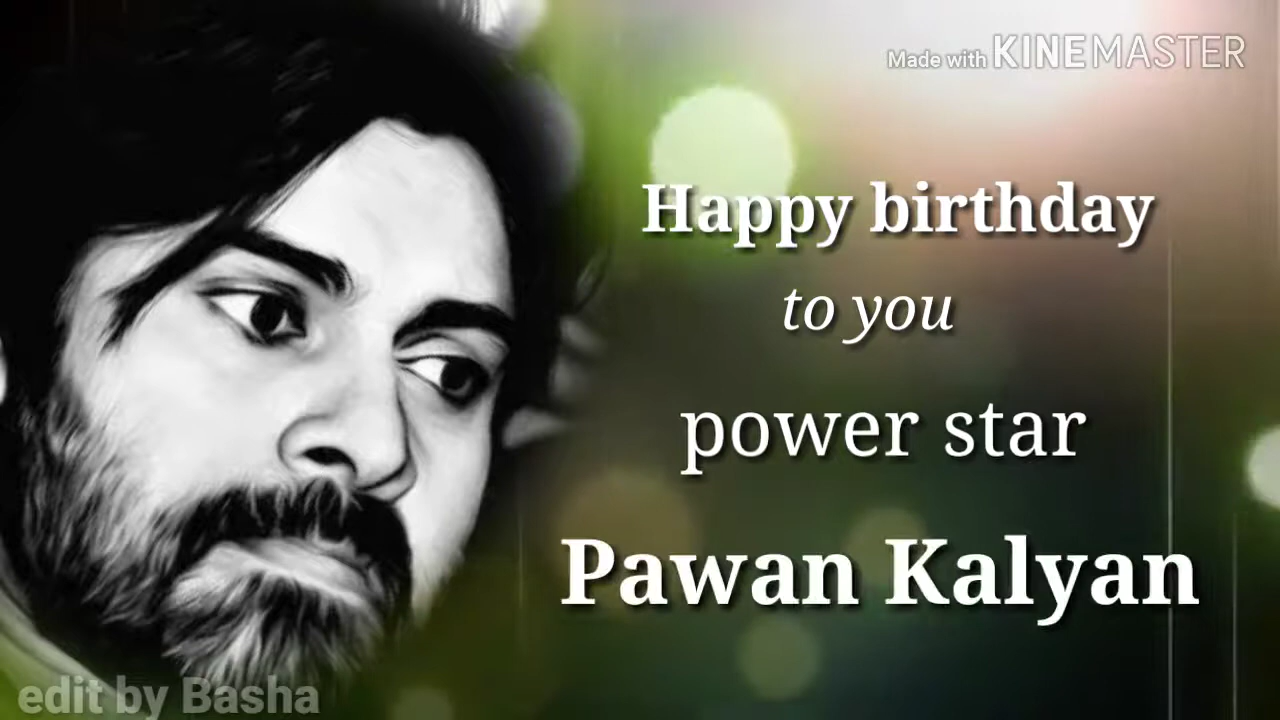 Made with KINEMASTER
Happy birthday
to you
power star
Pawan Kalyan
edit by Basha